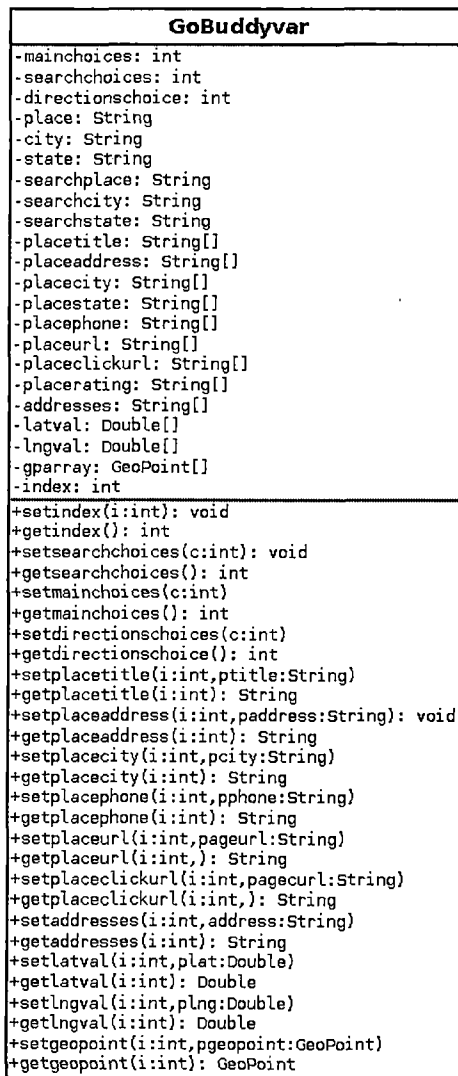 GoBuddyvar
-mainchoices: int
-searchchoices: int
-directionschoice: int
-place: String
-city: String
-state: String
-searchplace: String
-searchcity: String
-searchstate: String
-placetitle: String[]
-placeaddress: String[]
-placecity: String[]
-placestate: String[]
-placephone: String[]
-placeurl: String[]
-placeclickurl: String[]
-placerating: String[]
-addresses: String[]
-latval: Double[]
-lngval: Double[]
-gparray: GeoPoint[]
-index: int
+setindex(i:int): void
+getindex(): int
+setsearchchoices(c:int): void
+getsearchchoices(): int
+setmainchoices(c:int)
+getmainchoices(): int
+setdirectionschoices(c:int)
+getdirectionschoice(): int
+setplacetitle(i:int,ptitle:String)
+getplacetitle(i:int): String
+setplaceaddress(i:int,paddress:String): void
+getplaceaddress(i:int): String
+setplacecity(i:int,pcity:String)
+getplacecity(i:int): String
+setplacephone(i:int,pphone:String)
+getplacephone(i:int): String
+setplaceurl(i:int,pageurl:String)
+getplaceurl(i:int,): String
+setplaceclickurl(i:int,pagecurl:String)
+getplaceclickurl(i:int,): String
+setaddresses(i:int,address:String)
+getaddresses(i:int): String
+setlatval(i:int,plat:Double)
+getlatval(i:int): Double
+setlngval(i:int,plng:Double)
+getlngval(i:int): Double
+setgeopoint(i:int,pgeopoint:GeoPoint)
+getgeopoint(i:int): GeoPoint